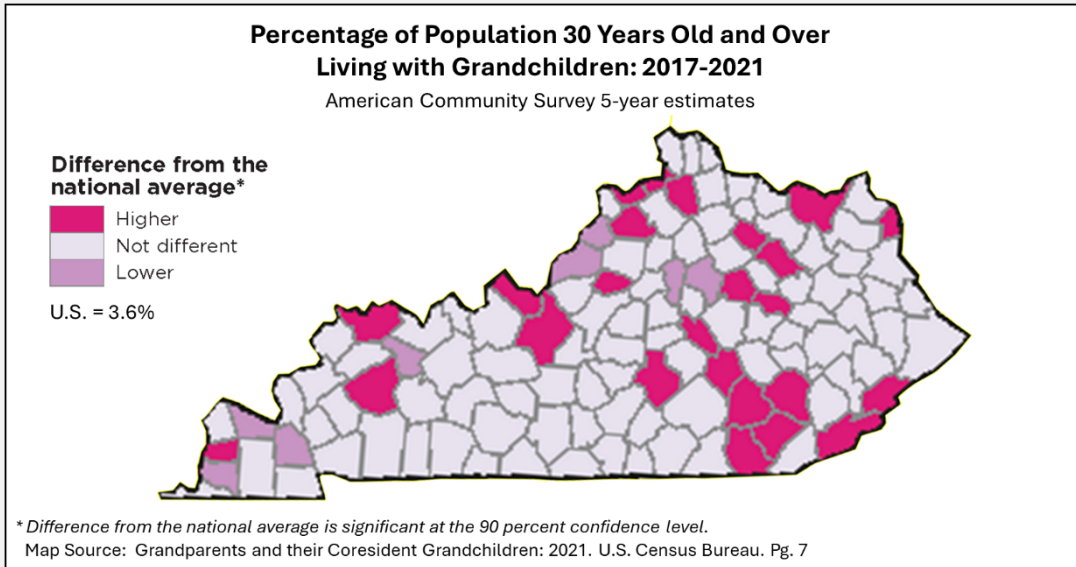 Percentage of Population 30 Years Old and Over
Living with Grandchildren: 2017-2021
American Community Survey 5-year estimates
Difference from the
national average*
Higher
Not different
Lower
U.S. = 3.6%
* Difference from the national average is significant at the 90 percent confidence level.
Map Source: Grandparents and their Coresident Grandchildren: 2021. U.S. Census Bureau. Pg. 7